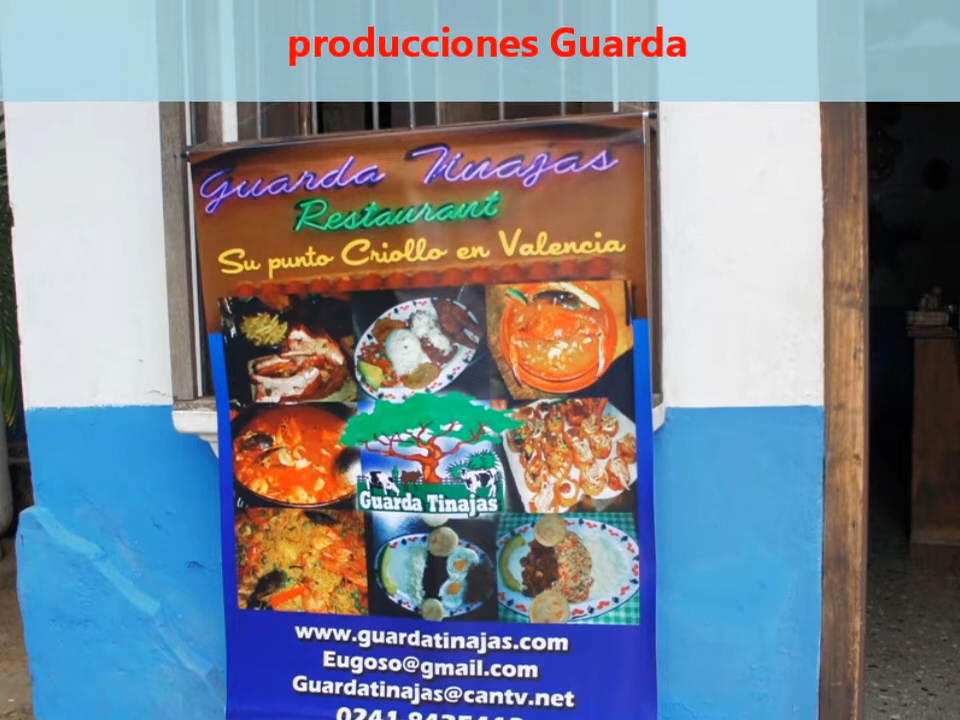 producciones Guarda
Guarda Tinajas
Restaurant
Su punto Criollo en Valencia
Guarda Tinajas
www.guardatinajas.com
Eugoso@gmail.com
Guardatinajas@cantv.net
0241